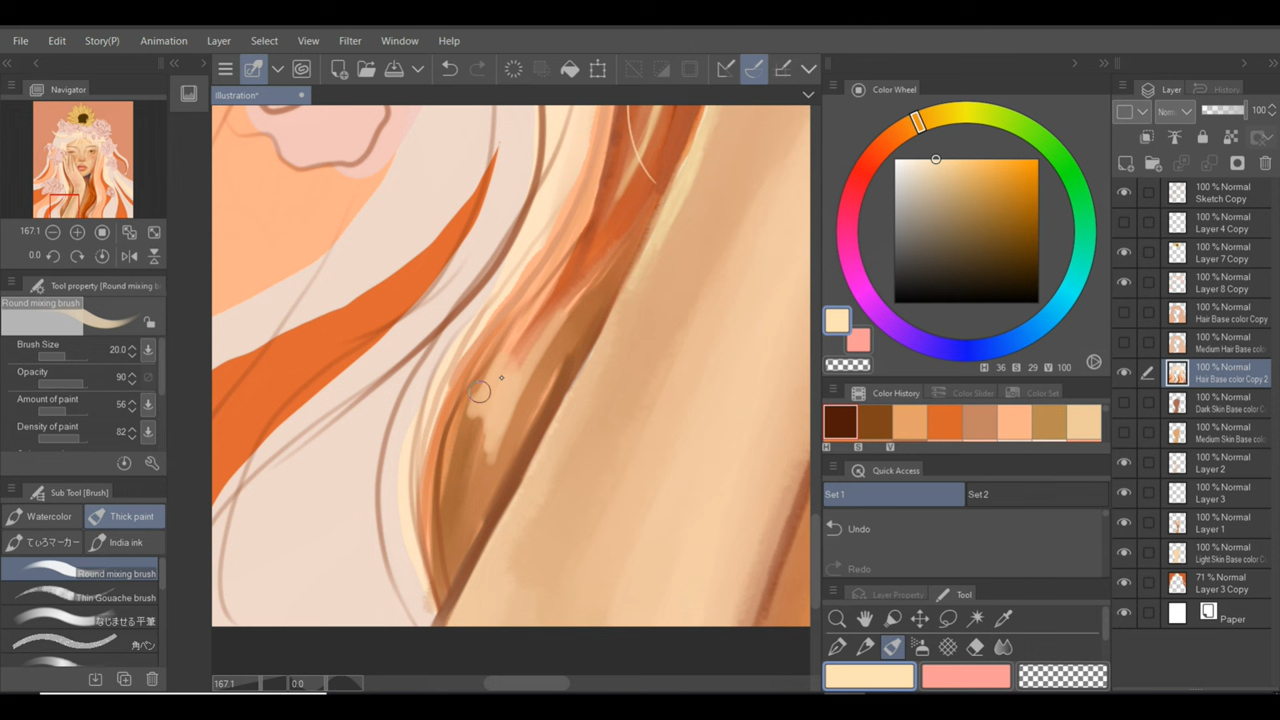 File Edit Story(P) Animation Layer Select View Filter Window Help
Navigator
Illustration*
Color Wheel
Layer
History
Norm
100
167.1
0.0
Tool property [Round mixing br
Round mixing brush
Brush Size 20.0
Opacity 90
Amount of paint 56
Density of paint 82
Sub Tool [Brush]
Watercolor
Thick paint
てぃろマーカー
India ink
Round mixing brush
Thin Gouache brush
なじませる平筆
角ペン
167.1
0.0
H 36 S 29 V 100
Color History
Color Slider
Color Set
H S V
Quick Access
Set 1
Set 2
Undo
Redo
Layer Property
Tool
100 % Normal
Sketch Copy
100 % Normal
Layer 4 Copy
100 % Normal
Layer 7 Copy
100 % Normal
Layer 8 Copy
100 % Normal
Hair Base color Copy
100 % Normal
Medium Hair Base co
100 % Normal
Hair Base color Copy 2
100 % Normal
Dark Skin Base color C
100 % Normal
Medium Skin Base col
100 % Normal
Layer 2
100 % Normal
Layer 3
100 % Normal
Layer 1
100 % Normal
Light Skin Base color C
71 % Normal
Layer 3 Copy
Paper